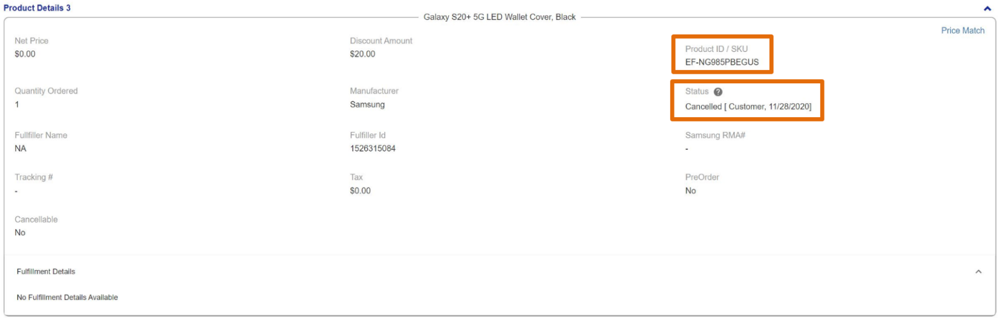 Product Details 3
Galaxy S20+ 5G LED Wallet Cover, Black
Price Match
Net Price
$0.00
Discount Amount
$20.00
Product ID / SKU
EF-NG985PBEGUS
Quantity Ordered
1
Manufacturer
Samsung
Status ?
Cancelled [ Customer, 11/28/2020]
Fullfiller Name
NA
Fulfiller Id
1526315084
Samsung RMA#
-
Tracking #
-
Tax
$0.00
PreOrder
No
Cancellable
No
Fulfillment Details
No Fulfillment Details Available